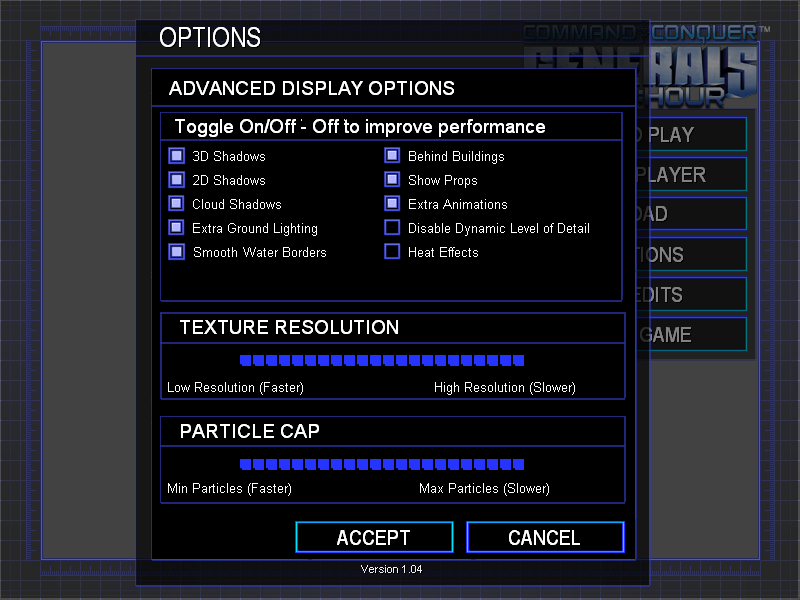 OPTIONS
COMMAND & CONQUER™
GENERALS
HOUR
ADVANCED DISPLAY OPTIONS
Toggle On/Off - Off to improve performance
3D Shadows
Behind Buildings
2D Shadows
Show Props
Cloud Shadows
Extra Animations
Extra Ground Lighting
Disable Dynamic Level of Detail
Smooth Water Borders
Heat Effects
TEXTURE RESOLUTION
Low Resolution (Faster)
High Resolution (Slower)
PARTICLE CAP
Min Particles (Faster)
Max Particles (Slower)
ACCEPT
CANCEL
Version 1.04
PLAY
PLAYER
OAD
TIONS
EDITS
GAME